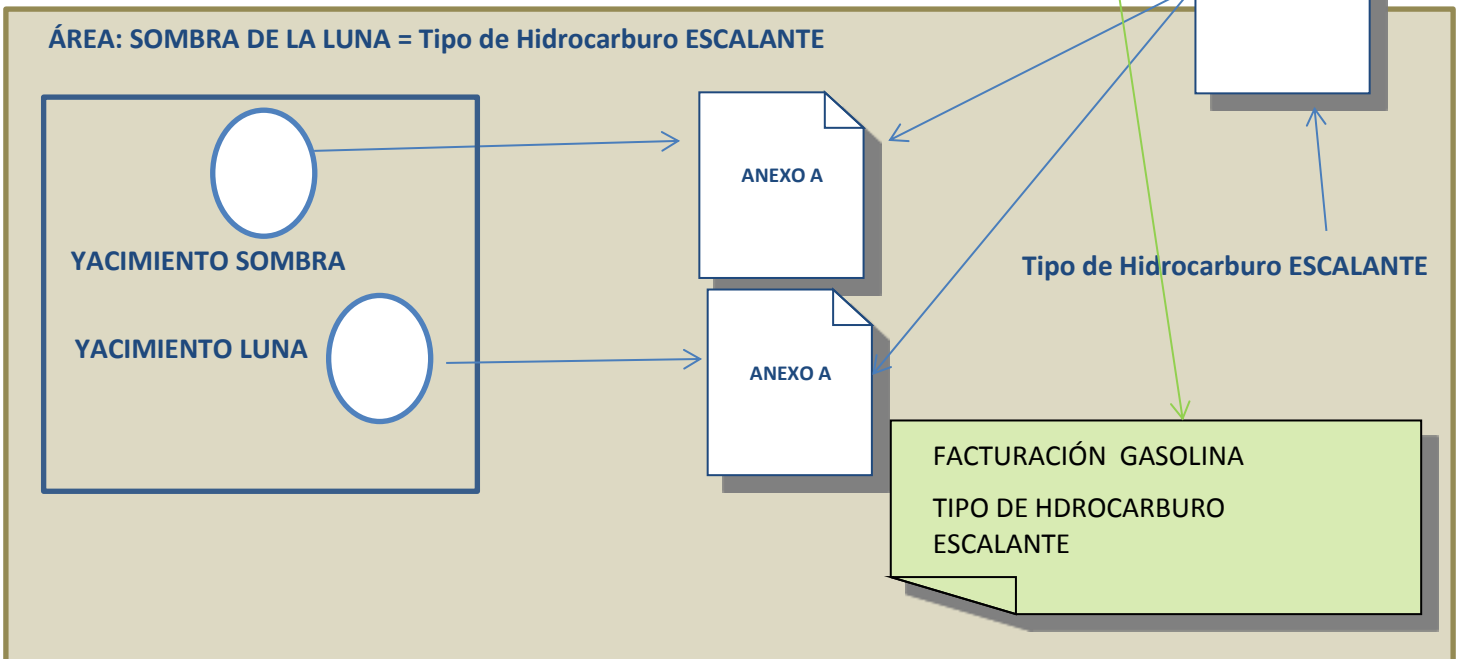 ÁREA: SOMBRA DE LA LUNA = Tipo de Hidrocarburo ESCALANTE
ANEXO A
YACIMIENTO SOMBRA
Tipo de Hidrocarburo ESCALANTE
YACIMIENTO LUNA
ANEXO A
FACTURACIÓN GASOLINA
TIPO DE HDROCARBURO
ESCALANTE